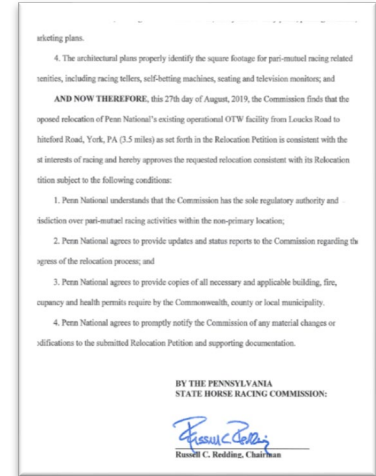 arketing plans.
4. The architectural plans properly identify the square footage for pari-mutuel racing related
enities, including racing tellers, self-betting machines, seating and television monitors; and
AND NOW THEREFORE, this 27th day of August, 2019, the Commission finds that the
oposed relocation of Penn National's existing operational OTW facility from Loucks Road to
hiteford Road, York, PA (3.5 miles) as set forth in the Relocation Petition is consistent with the
st interests of racing and hereby approves the requested relocation consistent with its Relocation
tition subject to the following conditions:
1. Penn National understands that the Commission has the sole regulatory authority and
risdiction over pari-mutuel racing activities within the non-primary location;
2. Penn National agrees to provide updates and status reports to the Commission regarding the
ogress of the relocation process; and
3. Penn National agrees to provide copies of all necessary and applicable building, fire,
cupancy and health permits require by the Commonwealth, county or local municipality.
4. Penn National agrees to promptly notify the Commission of any material changes or
odifications to the submitted Relocation Petition and supporting documentation.
BY THE PENNSYLVANIA
STATE HORSE RACING COMMISSION:
Russell C. Redding
Russell C. Redding, Chairman